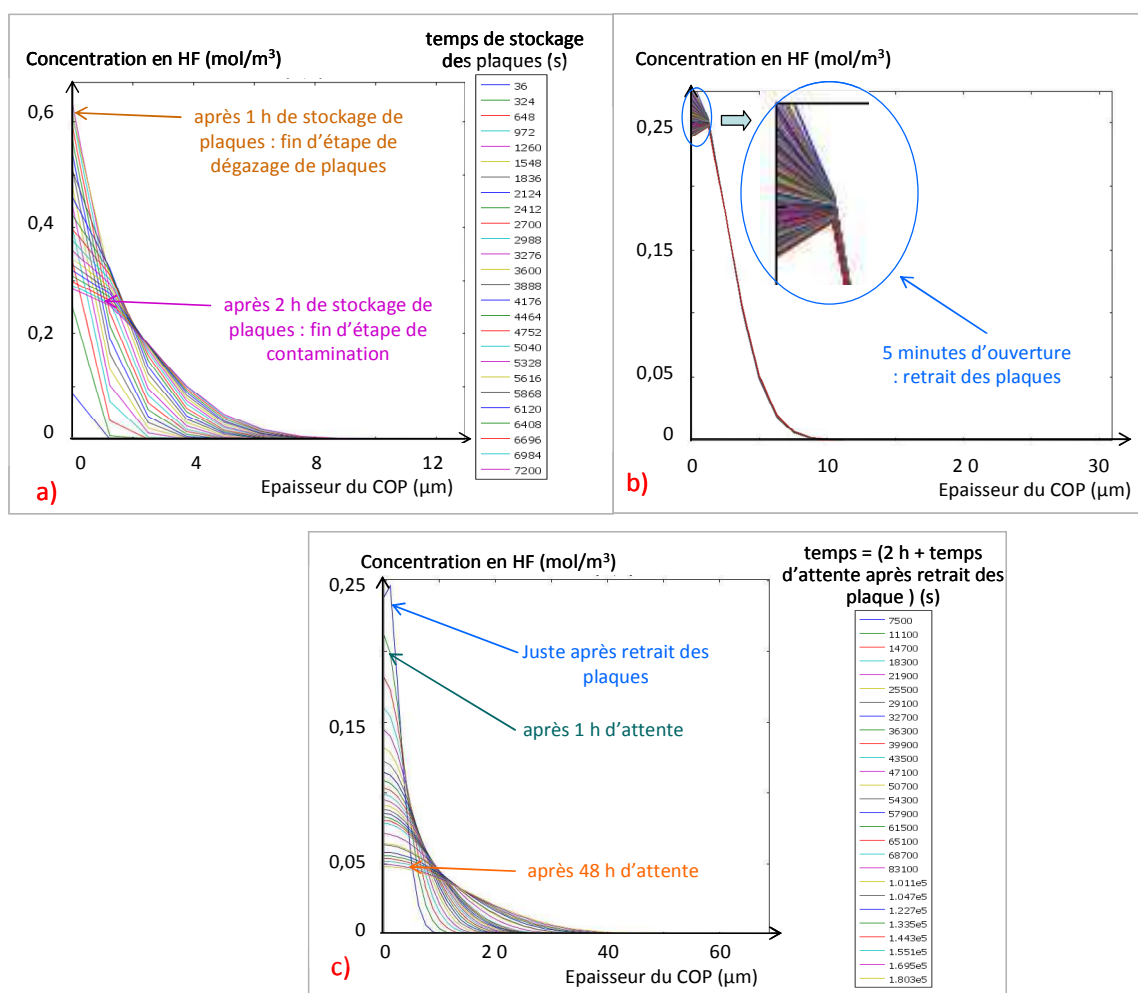 Concentration en HF (mol/m³)
temps de stockage
des plaques (s)
0,6
0,4
0,2
0
après 1 h de stockage de
plaques : fin d'étape de
dégazage de plaques
après 2 h de stockage de
plaques : fin d'étape de
contamination
36
324
648
972
1260
1548
1836
2124
2412
2700
2988
3276
3600
3888
4176
4464
4752
5040
5328
5616
5868
6120
6408
6696
6984
7200
0
4
8
12
Epaisseur du COP (µm)
a)
Concentration en HF (mol/m³)
0,25
0,15
0,05
0
5 minutes d'ouverture
: retrait des plaques
0
10
2 0
30
Epaisseur du COP (µm)
b)
Concentration en HF (mol/m³)
temps = (2 h + temps
d'attente après retrait des
plaque ) (s)
0,25
0,15
0,05
0
Juste après retrait des
plaques
après 1 h d'attente
après 48 h d'attente
7500
11100
14700
18300
21900
25500
29100
32700
36300
39900
43500
47100
50700
54300
57900
61500
65100
68700
83100
1.011e5
1.047e5
1.227e5
1.335e5
1.443e5
1.551e5
1.695e5
1.803e5
0
20
40
60
Epaisseur du COP (µm)
c)